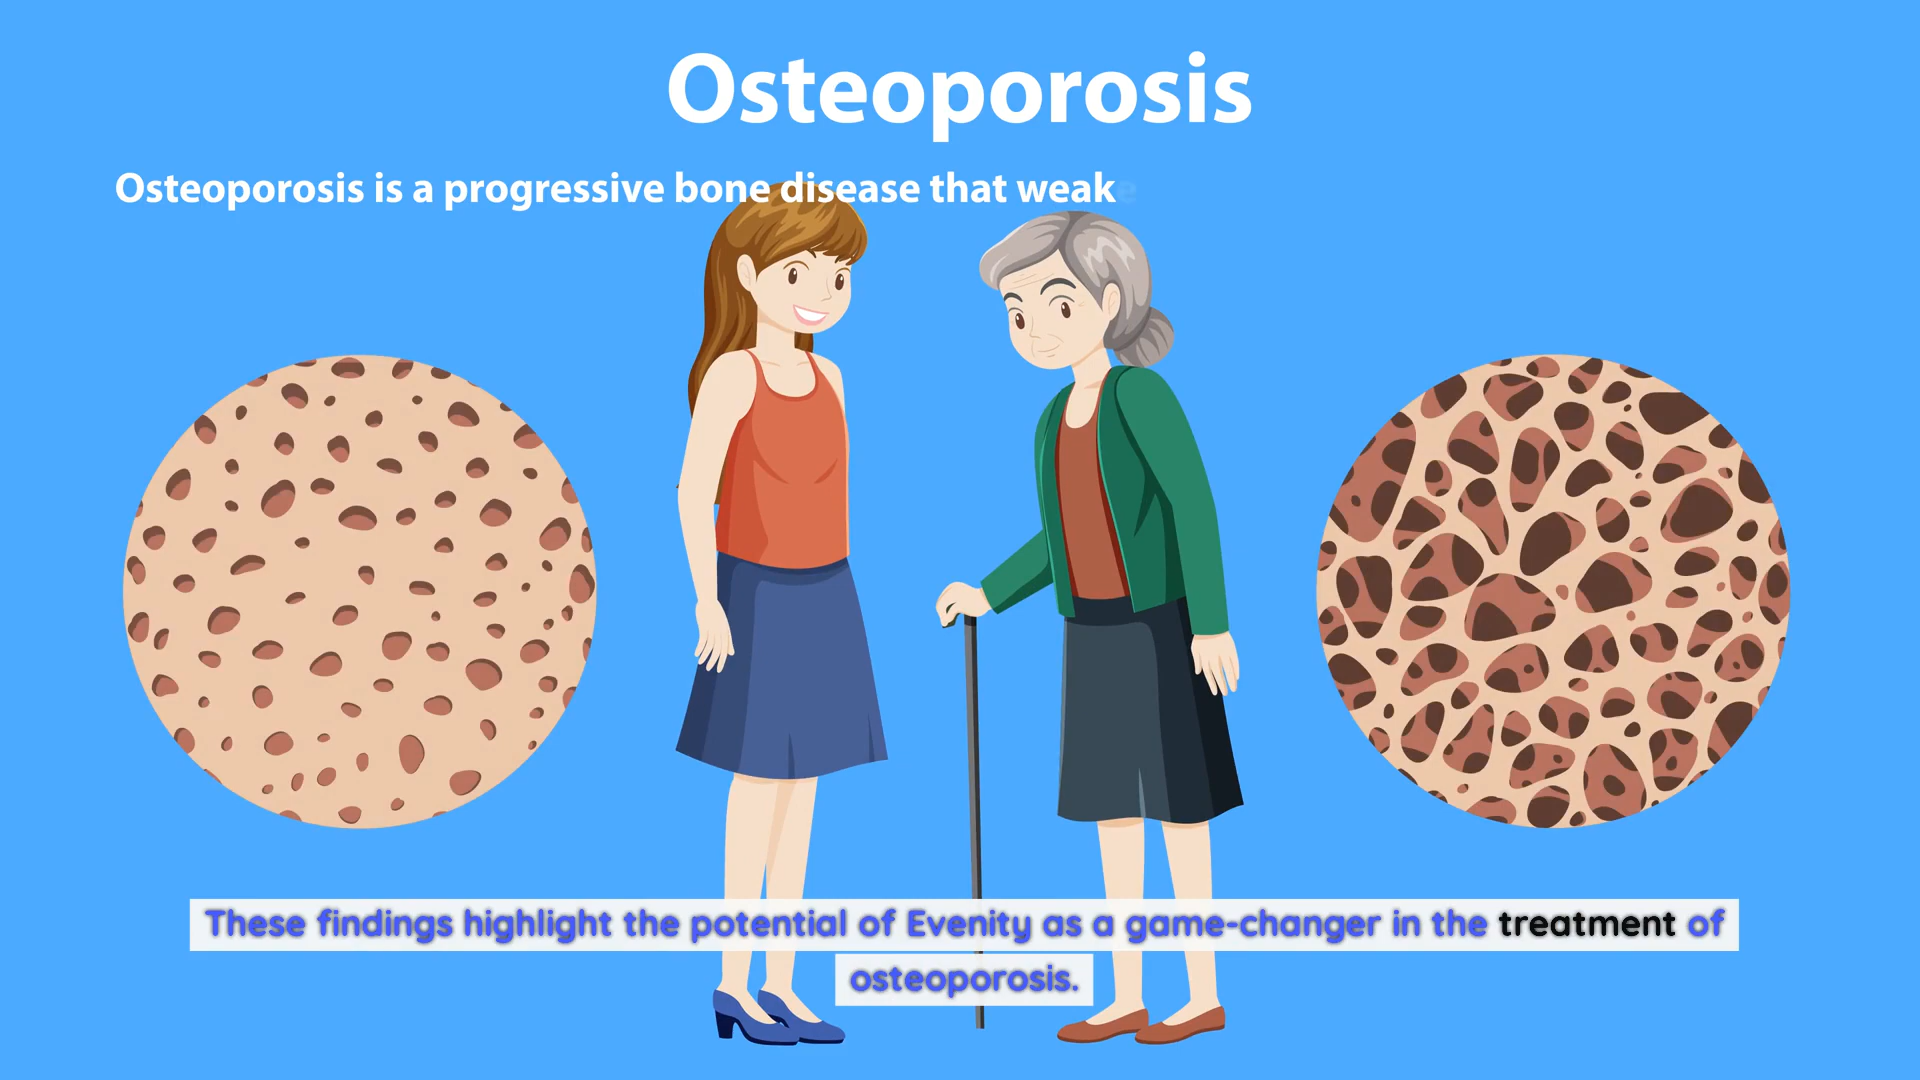 Osteoporosis
Osteoporosis is a progressive bone disease that weake
These findings highlight the potential of Evenity as a game-changer in the treatment of
osteoporosis.